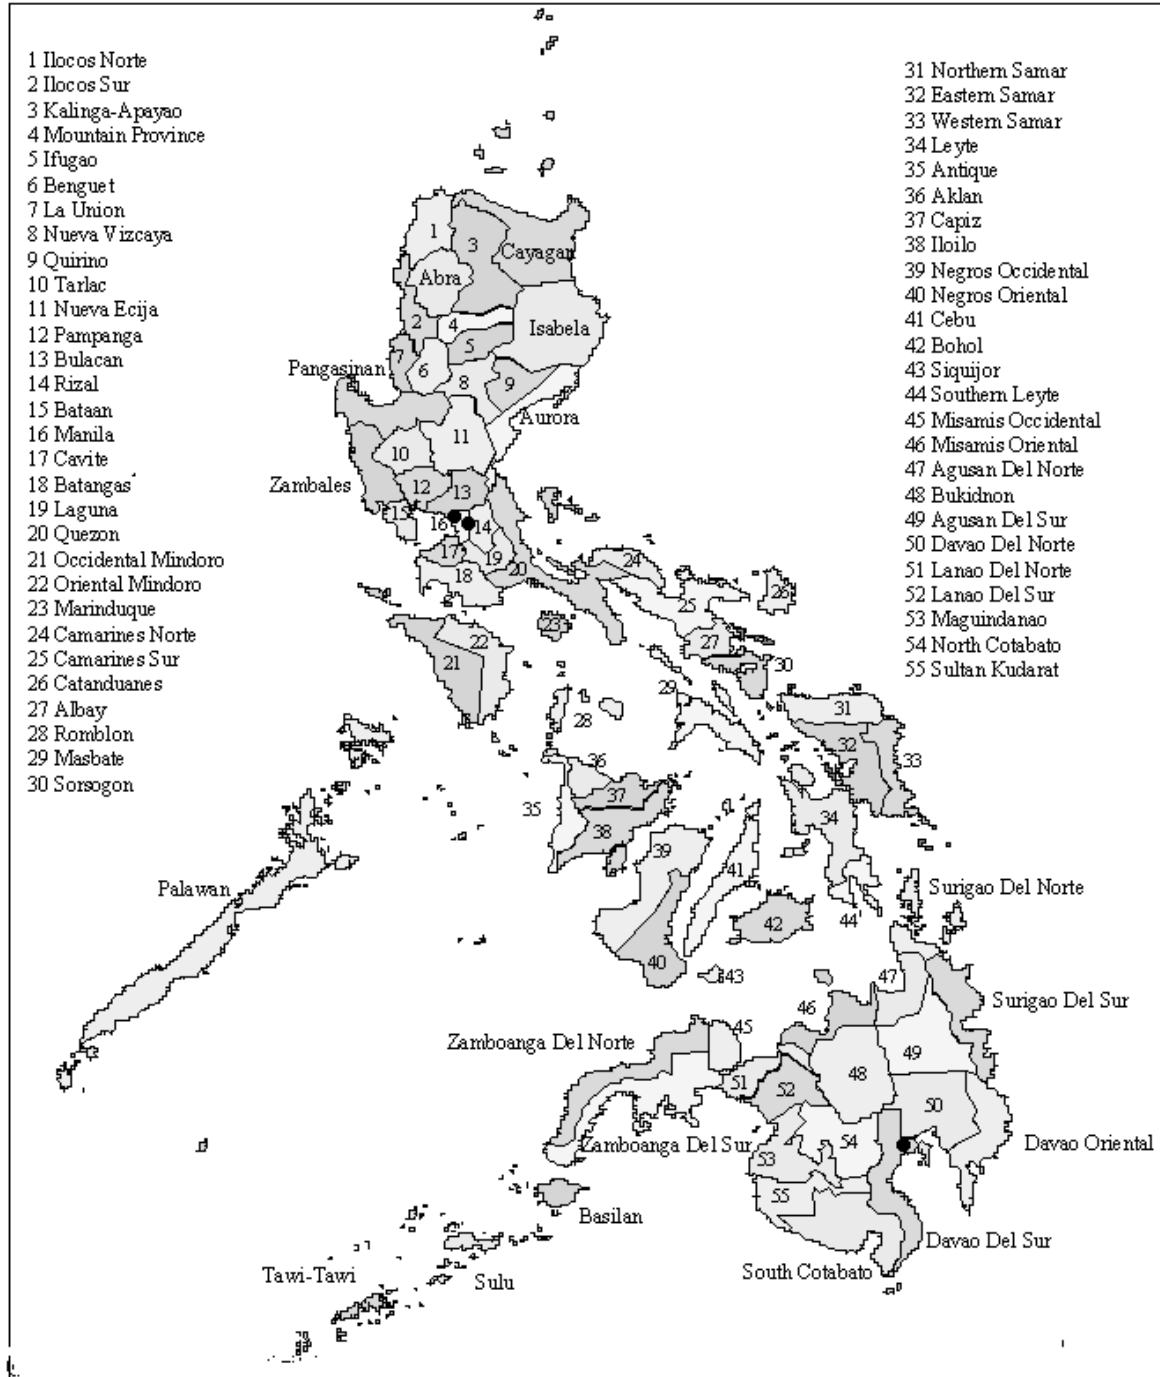 1 Ilocos Norte
2 Ilocos Sur
3 Kalinga-Apayao
4 Mountain Province
5 Ifugao
6 Benguet
7 La Union
8 Nueva Vizcaya
9 Quirino
10 Tarlac
11 Nueva Ecija
12 Pampanga
13 Bulacan
14 Rizal
15 Bataan
16 Manila
17 Cavite
18 Batangas
19 Laguna
20 Quezon
21 Occidental Mindoro
22 Oriental Mindoro
23 Marinduque
24 Camarines Norte
25 Camarines Sur
26 Catanduanes
27 Albay
28 Romblon
29 Masbate
30 Sorsogon
31 Northern Samar
32 Eastern Samar
33 Western Samar
34 Leyte
35 Antique
36 Aklan
37 Capiz
38 Iloilo
39 Negros Occidental
40 Negros Oriental
41 Cebu
42 Bohol
43 Siquijor
44 Southern Leyte
45 Misamis Occidental
46 Misamis Oriental
47 Agusan Del Norte
48 Bukidnon
49 Agusan Del Sur
50 Davao Del Norte
51 Lanao Del Norte
52 Lanao Del Sur
53 Maguindanao
54 North Cotabato
55 Sultan Kudarat
1
3
Cayagan
Abra
2
4
Isabela
5
7
Pangasinan
6
8
9
Aurora
11
10
Zambales
12
13
15
16
14
17
19
18
20
24
25
26
23
22
27
21
30
29
28
31
32
33
36
35
37
34
38
39
41
Palawan
Surigao Del Norte
44
42
40
43
47
Surigao Del Sur
46
45
Zamboanga Del Norte
49
48
51
52
50
Zamboanga Del Sur
54
Davao Oriental
53
55
Basilan
Davao Del Sur
South Cotabato
Tawi-Tawi
Sulu